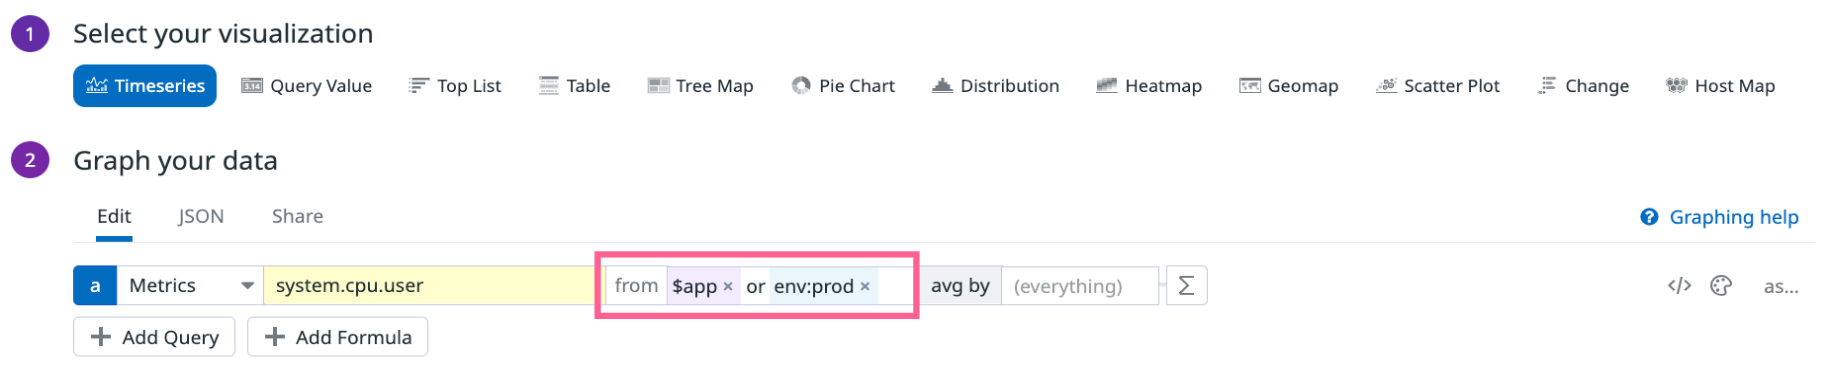 1 Select your visualization
Timeseries Query Value Top List Table Tree Map Pie Chart Distribution Heatmap Geomap Scatter Plot Change Host Map
2 Graph your data
Edit JSON Share Graphing help
a Metrics system.cpu.user from $app × or env:prod × avg by (everything) Σ </> as...
+ Add Query + Add Formula